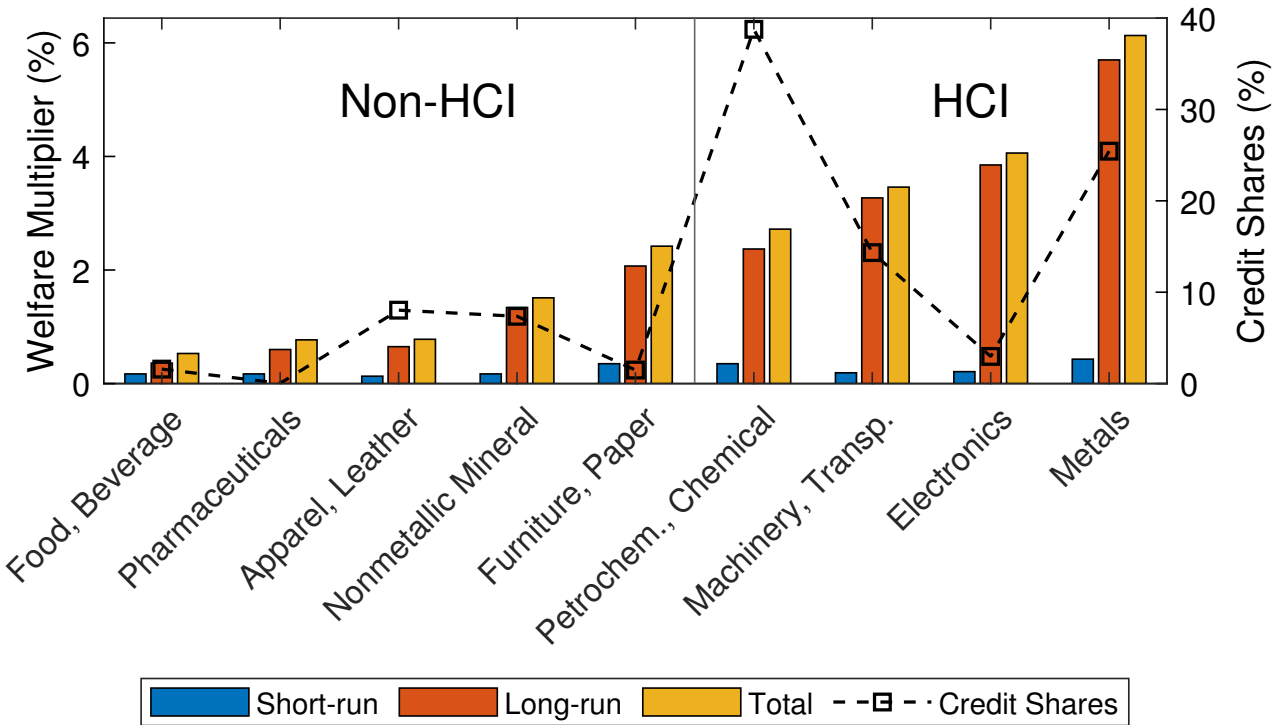 Welfare Multiplier (%)
6
4
2
0
Non-HCI
HCI
40
30
20
10
0
Credit Shares (%)
Food, Beverage
Pharmaceuticals
Apparel, Leather
Nonmetallic Mineral
Furniture, Paper
Petrochem., Chemical
Machinery, Transp.
Electronics
Metals
Short-run
Long-run
Total
Credit Shares